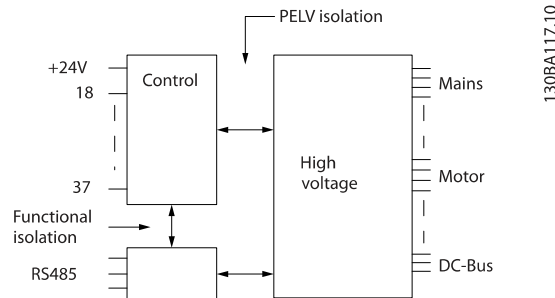 PELV isolation
130BA117.10
+24V
Control
Mains
18
High
voltage
Motor
37
Functional
isolation
RS485
DC-Bus